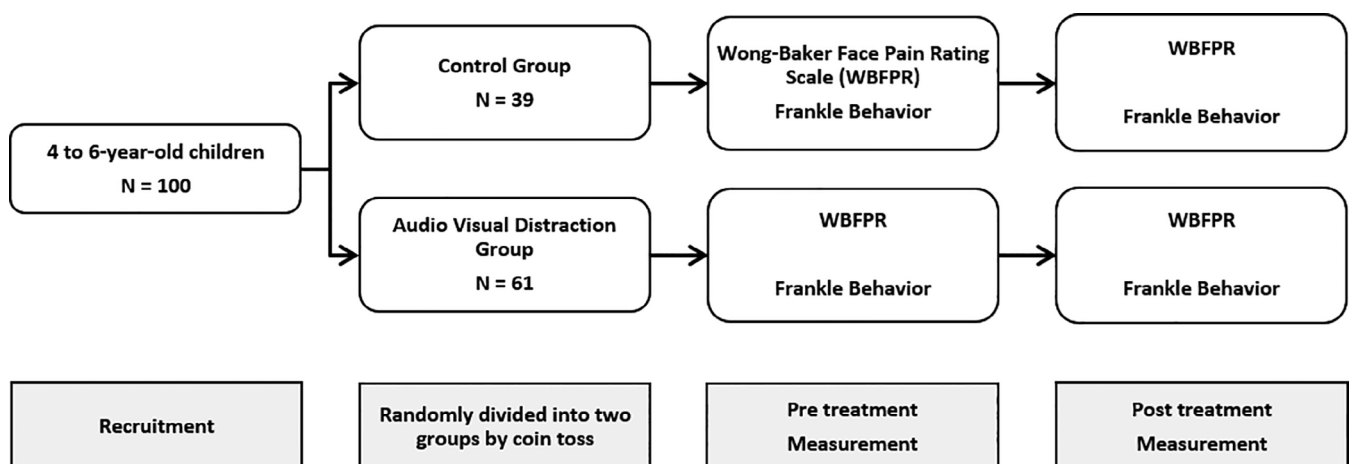 4 to 6-year-old children
N = 100
Control Group
N = 39
Audio Visual Distraction
Group
N = 61
Wong-Baker Face Pain Rating
Scale (WBFPR)
Frankle Behavior
WBFPR
Frankle Behavior
WBFPR
Frankle Behavior
WBFPR
Frankle Behavior
Recruitment
Randomly divided into two
groups by coin toss
Pre treatment
Measurement
Post treatment
Measurement